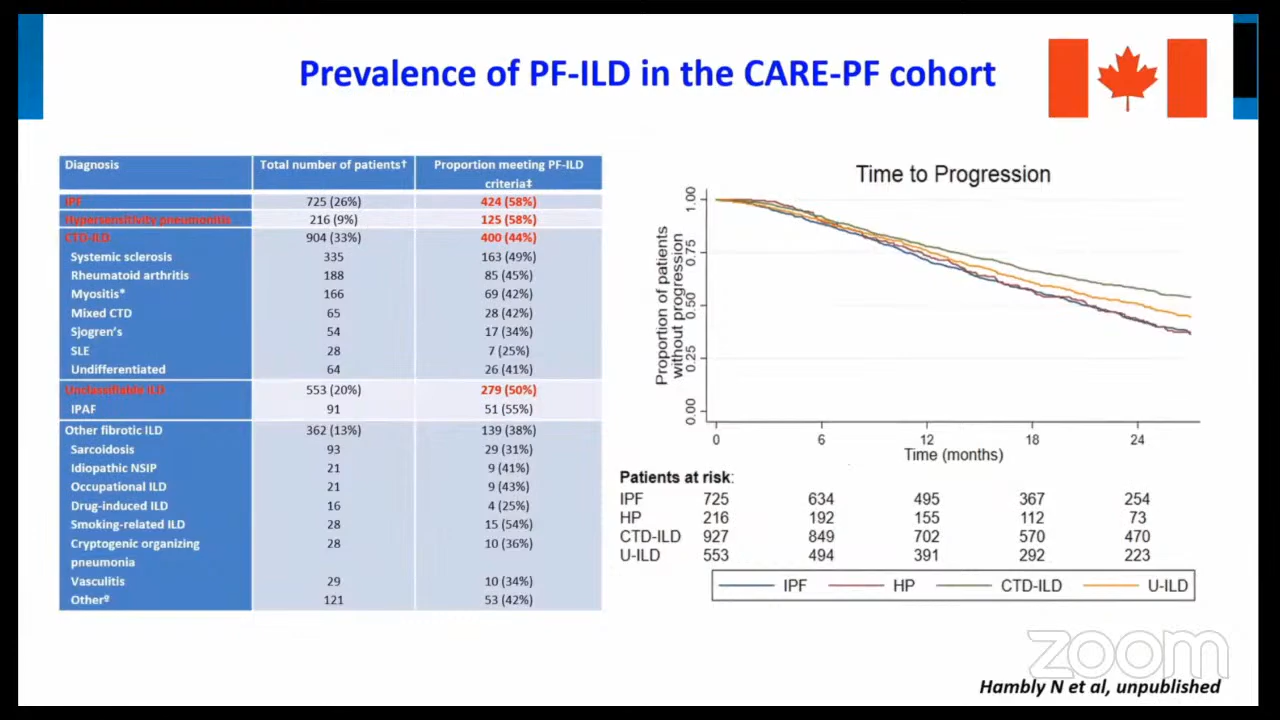 Prevalence of PF-ILD in the CARE-PF cohort
Diagnosis Total number of patients† Proportion meeting PF-ILD criteria‡
IPF 725 (26%) 424 (58%)
Hypersensitivity pneumonitis 216 (9%) 125 (58%)
CTD-ILD 904 (33%) 400 (44%)
Systemic sclerosis 335 163 (49%)
Rheumatoid arthritis 188 85 (45%)
Myositis* 166 69 (42%)
Mixed CTD 65 28 (42%)
Sjogren's 54 17 (34%)
SLE 28 7 (25%)
Undifferentiated 64 26 (41%)
Unclassifiable ILD 553 (20%) 279 (50%)
IPAF 91 51 (55%)
Other fibrotic ILD 362 (13%) 139 (38%)
Sarcoidosis 93 29 (31%)
Idiopathic NSIP 21 9 (41%)
Occupational ILD 21 9 (43%)
Drug-induced ILD 16 4 (25%)
Smoking-related ILD 28 15 (54%)
Cryptogenic organizing pneumonia 28 10 (36%)
Vasculitis 29 10 (34%)
Other 121 53 (42%)
Time to Progression
Proportion of patients
without progression
1.00
0.75
0.50
0.25
0.00
0 6 12 18 24
Time (months)
Patients at risk:
IPF 725 634 495 367 254
HP 216 192 155 112 73
CTD-ILD 927 849 702 570 470
U-ILD 553 494 391 292 223
IPF HP CTD-ILD U-ILD
zoom
Hambly N et al, unpublished